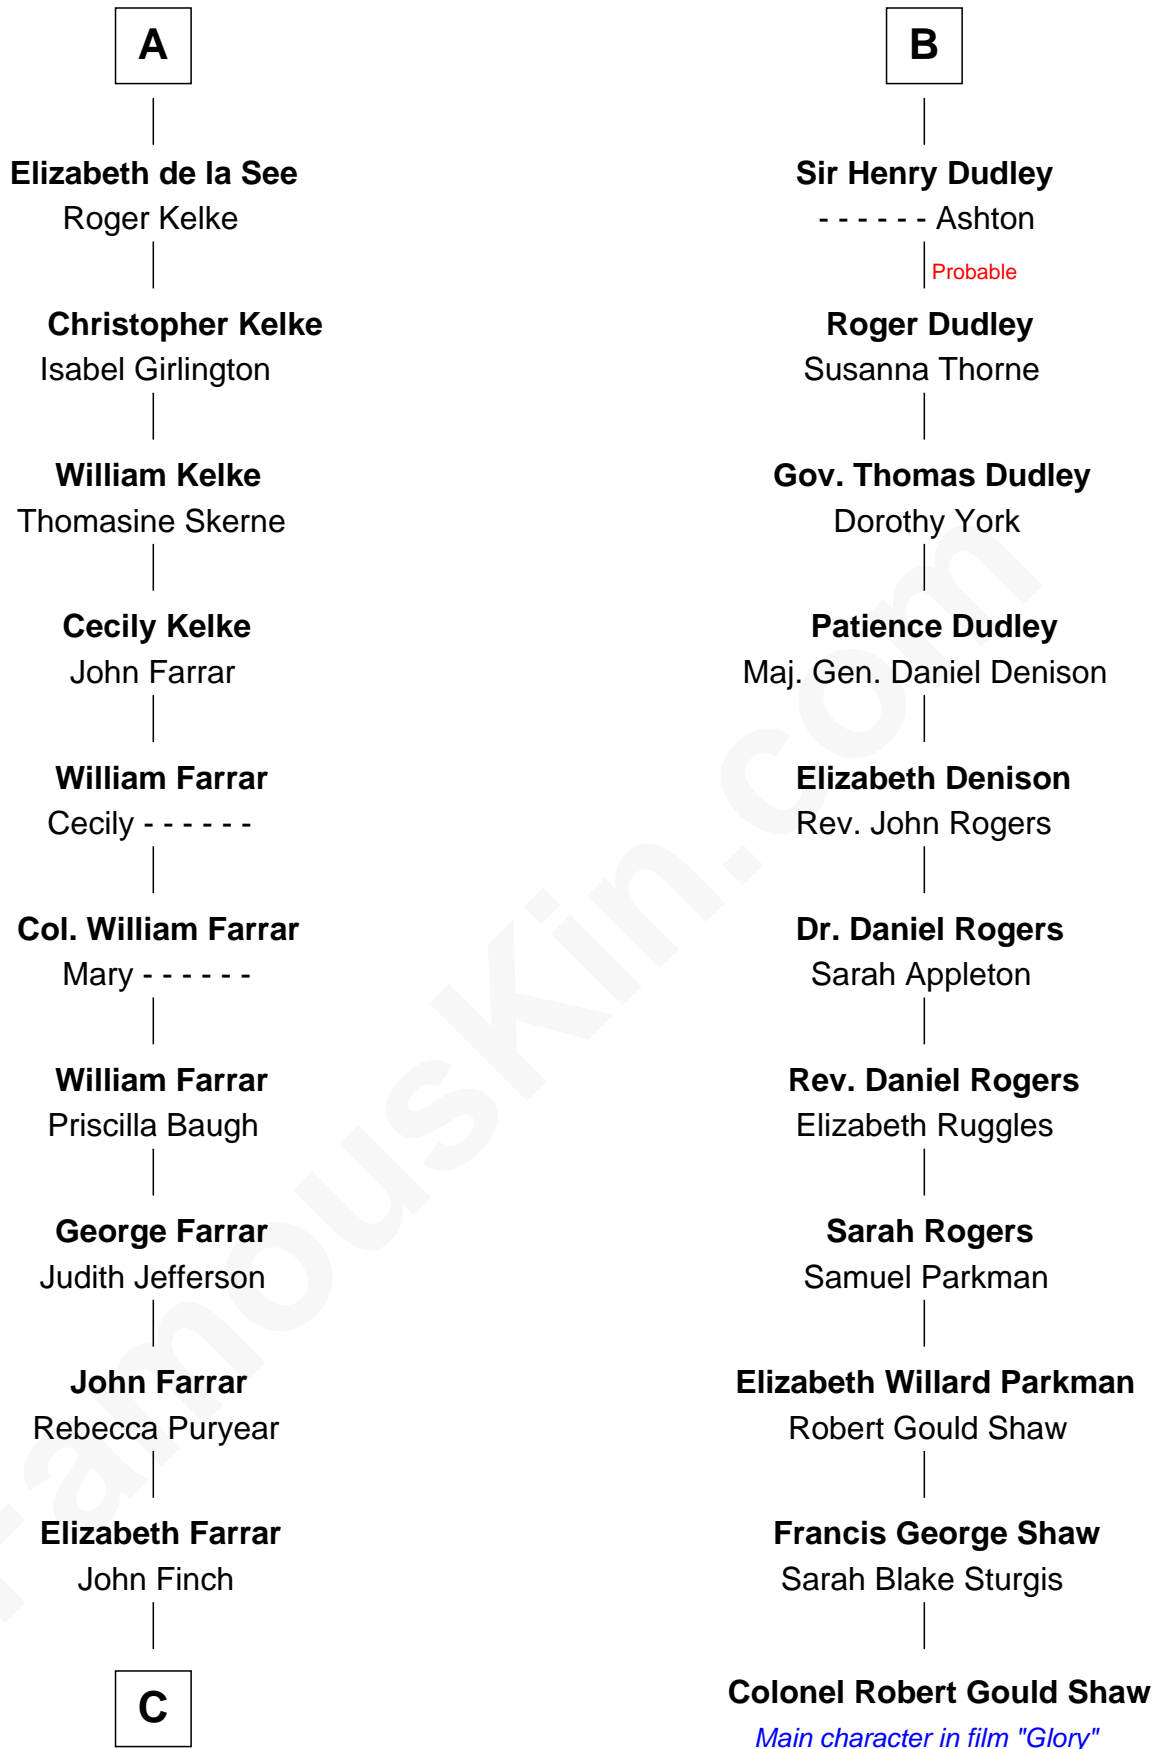 A
Elizabeth de la See
Roger Kelke
Christopher Kelke
Isabel Girlington
William Kelke
Thomasine Skerne
Cecily Kelke
John Farrar
William Farrar
Cecily - - - - - -
Col. William Farrar
Mary - - - - - -
William Farrar
Priscilla Baugh
George Farrar
Judith Jefferson
John Farrar
Rebecca Puryear
Elizabeth Farrar
John Finch
C
B
Sir Henry Dudley
- - - - - - Ashton
Probable
Roger Dudley
Susanna Thorne
Gov. Thomas Dudley
Dorothy York
Patience Dudley
Maj. Gen. Daniel Denison
Elizabeth Denison
Rev. John Rogers
Dr. Daniel Rogers
Sarah Appleton
Rev. Daniel Rogers
Elizabeth Ruggles
Sarah Rogers
Samuel Parkman
Elizabeth Willard Parkman
Robert Gould Shaw
Francis George Shaw
Sarah Blake Sturgis
Colonel Robert Gould Shaw
Main character in film "Glory"
FamousKin.com